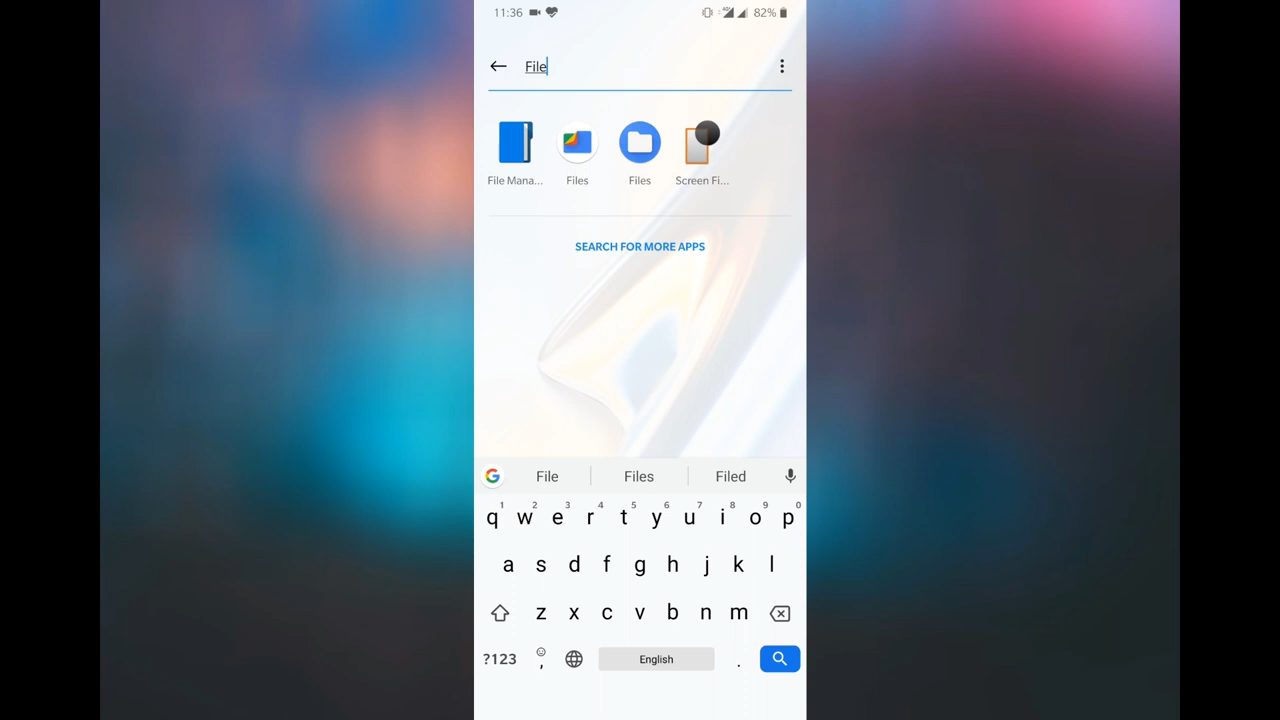 11:36 4G 82%
File
File Mana... Files Files Screen Fi...
SEARCH FOR MORE APPS
G File Files Filed
1 2 3 4 5 6 7 8 9 0
q w e r t y u i o p
a s d f g h j k l
z x c v b n m
?123 , English .